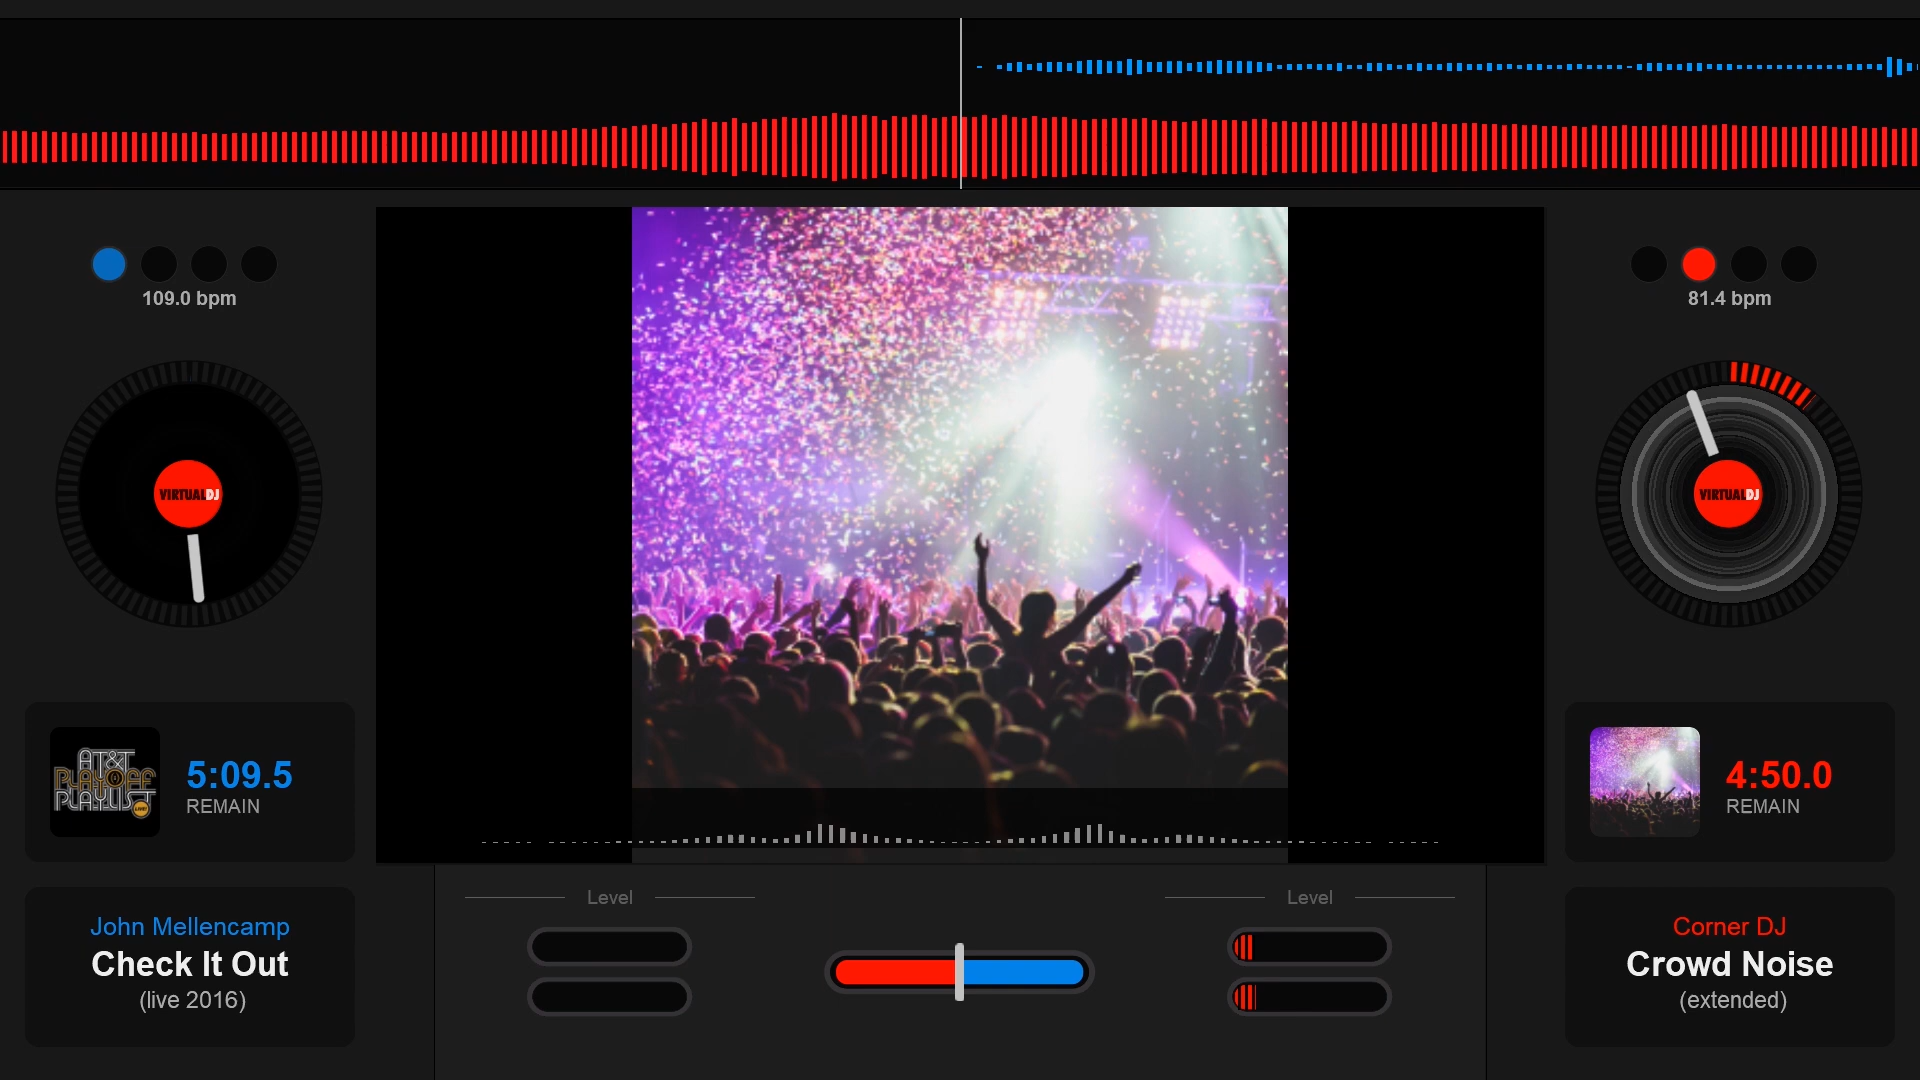 109.0 bpm
81.4 bpm
VIRTUALDJ
VIRTUALDJ
AT&T
PLAYOFF
PLAYLIST
LIVE!
5:09.5
REMAIN
4:50.0
REMAIN
Level
Level
John Mellencamp
Check It Out
(live 2016)
Corner DJ
Crowd Noise
(extended)